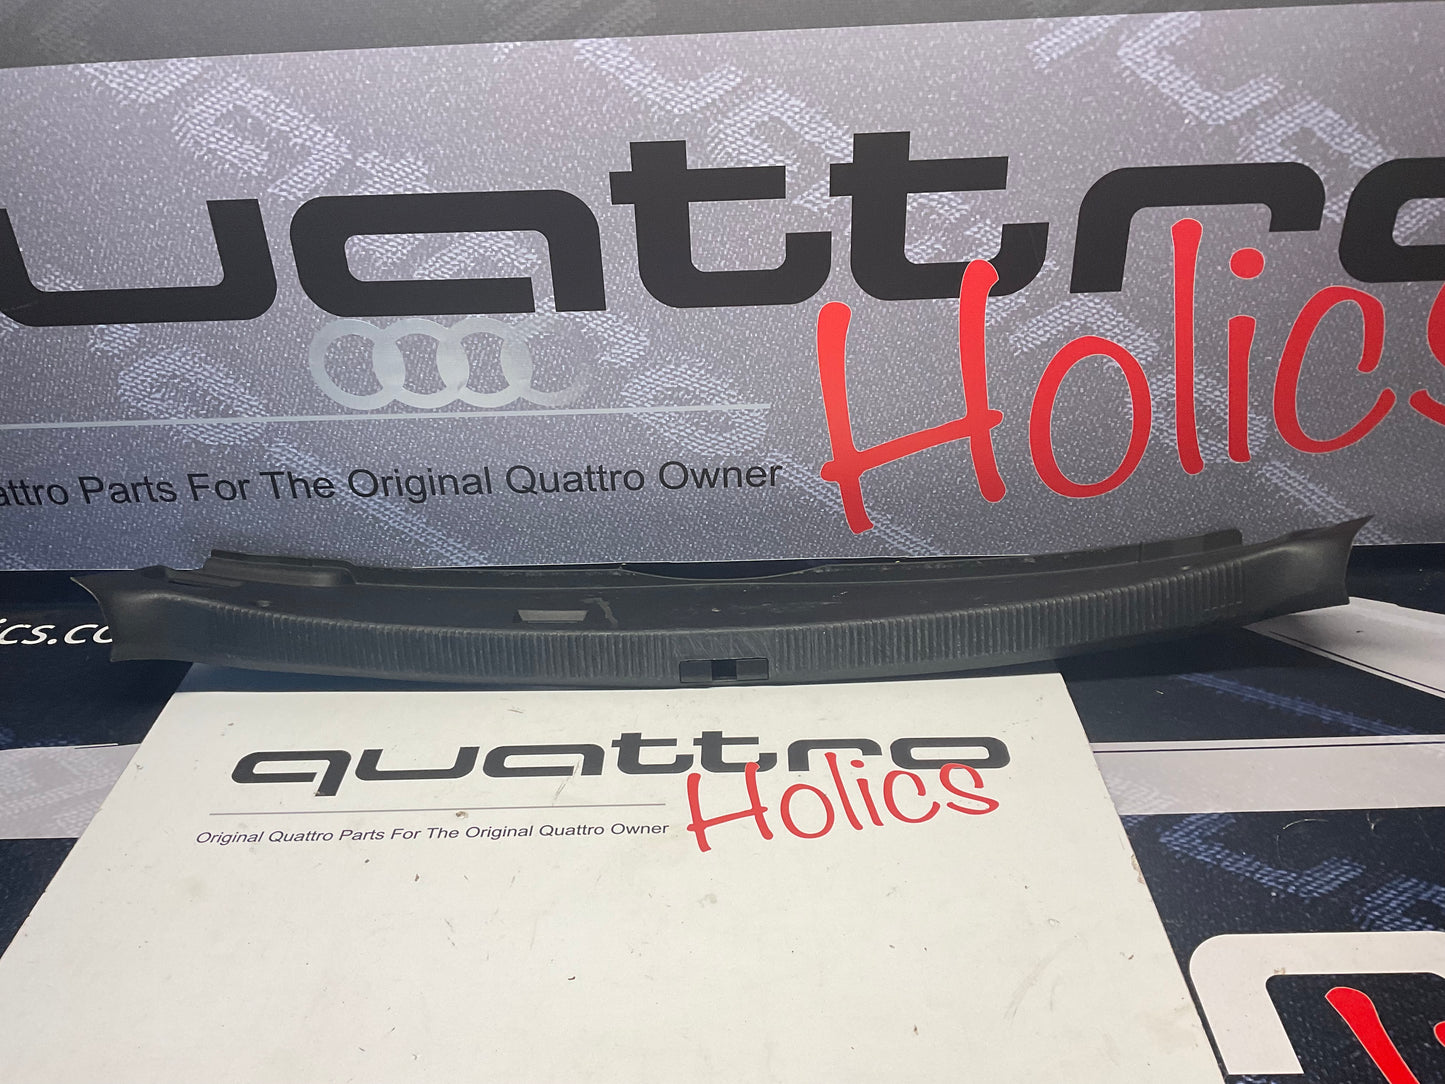 uattro
Holics
attro Parts For The Original Quattro Owner
ics.co
quattro
Holics
Original Quattro Parts For The Original Quattro Owner